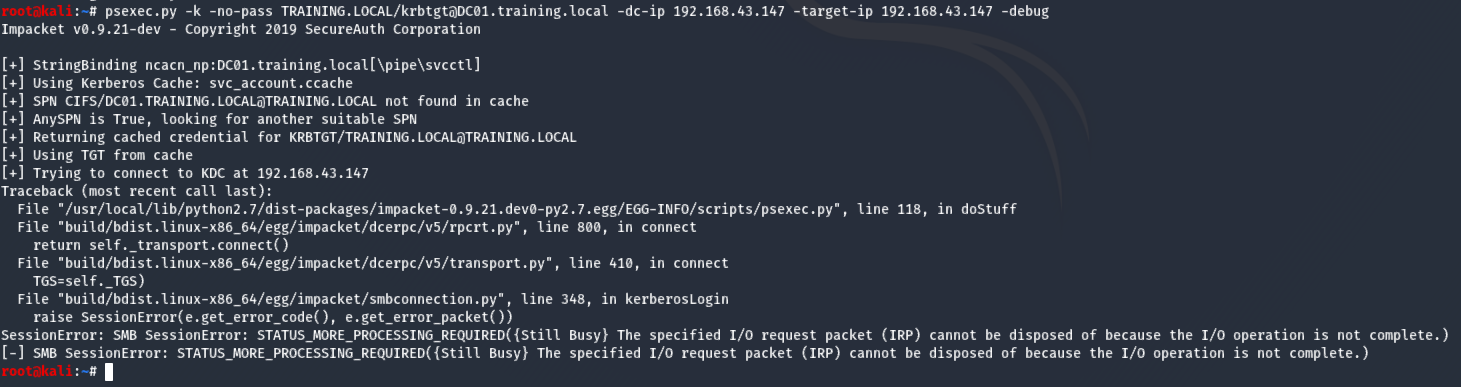 root@kali:~# psexec.py -k -no-pass TRAINING.LOCAL/krbtgt@DC01.training.local -dc-ip 192.168.43.147 -target-ip 192.168.43.147 -debug
Impacket v0.9.21-dev - Copyright 2019 SecureAuth Corporation

[+] StringBinding ncacn_np:DC01.training.local[\pipe\svcctl]
[+] Using Kerberos Cache: svc_account.ccache
[+] SPN CIFS/DC01.TRAINING.LOCAL@TRAINING.LOCAL not found in cache
[+] AnySPN is True, looking for another suitable SPN
[+] Returning cached credential for KRBTGT/TRAINING.LOCAL@TRAINING.LOCAL
[+] Using TGT from cache
[+] Trying to connect to KDC at 192.168.43.147
Traceback (most recent call last):
  File "/usr/local/lib/python2.7/dist-packages/impacket-0.9.21.dev0-py2.7.egg/EGG-INFO/scripts/psexec.py", line 118, in doStuff
  File "build/bdist.linux-x86_64/egg/impacket/dcerpc/v5/rpcrt.py", line 800, in connect
    return self._transport.connect()
  File "build/bdist.linux-x86_64/egg/impacket/dcerpc/v5/transport.py", line 410, in connect
    TGS=self._TGS)
  File "build/bdist.linux-x86_64/egg/impacket/smbconnection.py", line 348, in kerberosLogin
    raise SessionError(e.get_error_code(), e.get_error_packet())
SessionError: SMB SessionError: STATUS_MORE_PROCESSING_REQUIRED({Still Busy} The specified I/O request packet (IRP) cannot be disposed of because the I/O operation is not complete.)
[-] SMB SessionError: STATUS_MORE_PROCESSING_REQUIRED({Still Busy} The specified I/O request packet (IRP) cannot be disposed of because the I/O operation is not complete.)
root@kali:~#